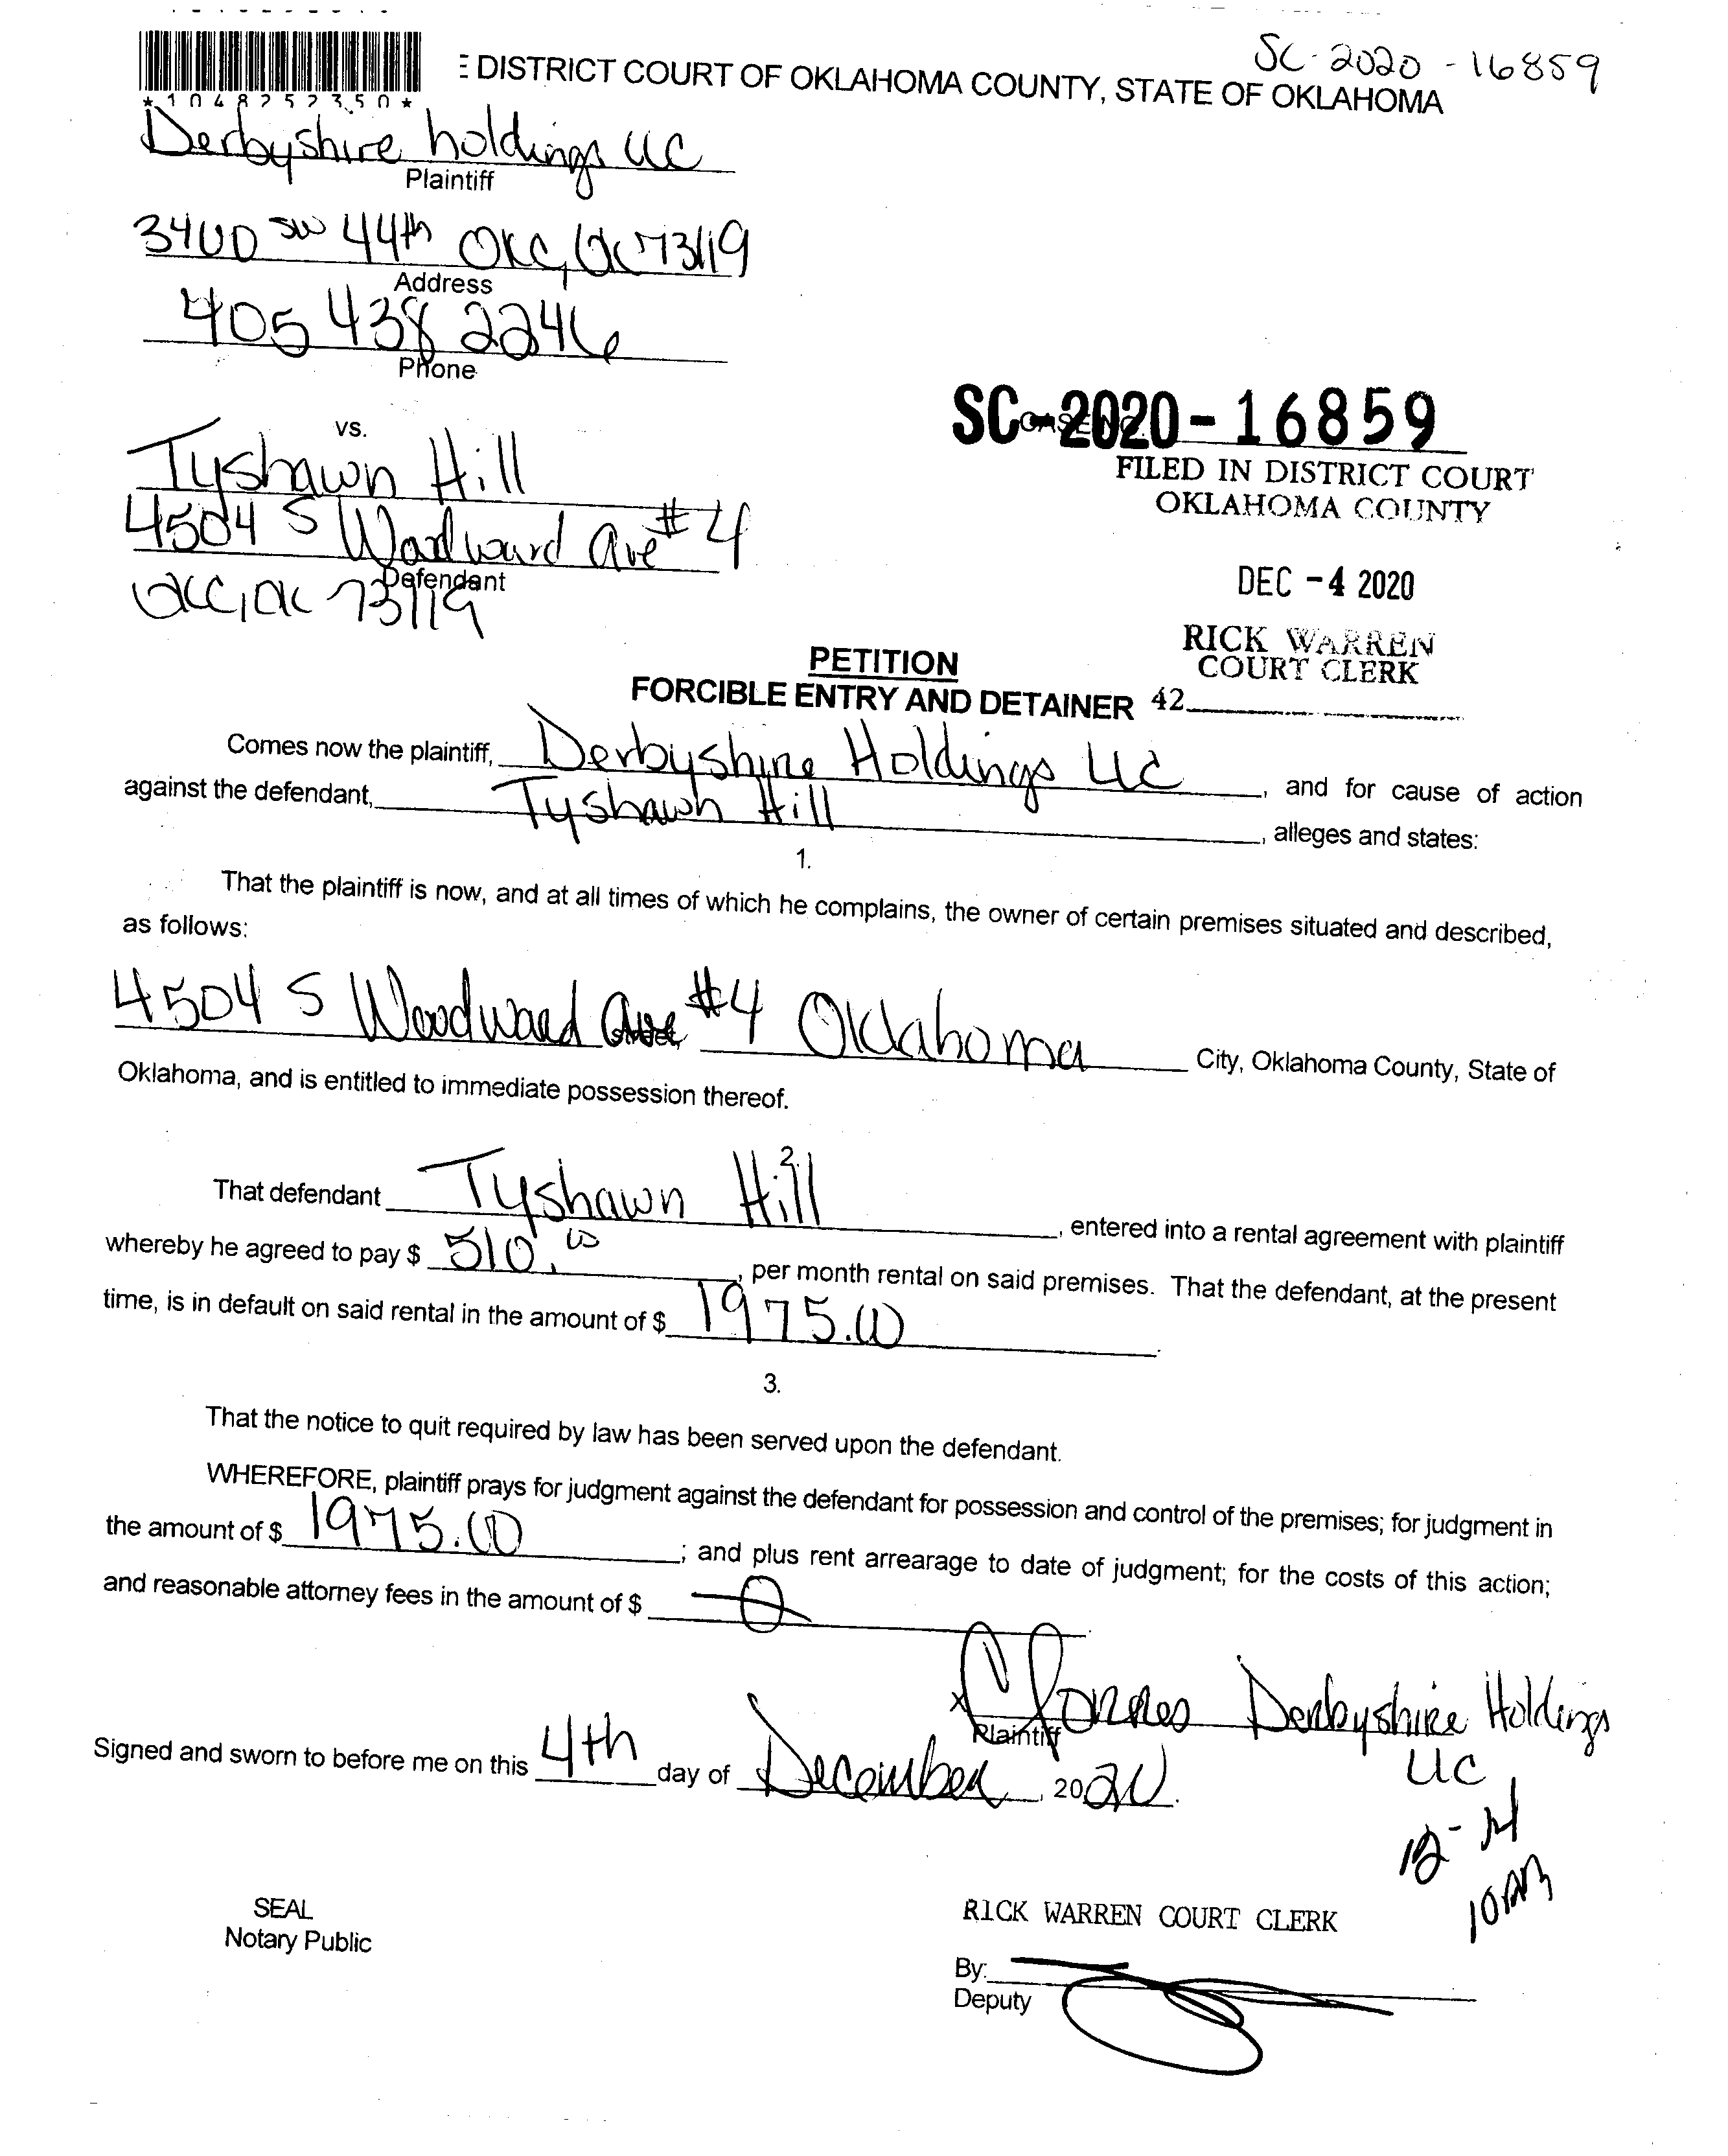 SC-2020-16859
E DISTRICT COURT OF OKLAHOMA COUNTY, STATE OF OKLAHOMA
*1048252350*
Derbyshire holdings LLC
Plaintiff
3400 SW 44th OKC, OK 73119
Address
405 438 2246
Phone
SC-2020-16859
vs.
FILED IN DISTRICT COURT
OKLAHOMA COUNTY
Tyshawn Hill
4504 S Woodward Ave #4
Defendant
OKC, OK 73119
DEC -4 2020
RICK WARREN
COURT CLERK
PETITION
FORCIBLE ENTRY AND DETAINER 42
Comes now the plaintiff, Derbyshire Holdings LLC, and for cause of action
against the defendant, Tyshawn Hill, alleges and states:
1.
That the plaintiff is now, and at all times of which he complains, the owner of certain premises situated and described,
as follows:
4504 S Woodward Ave #4 Oklahoma City, Oklahoma County, State of
Oklahoma, and is entitled to immediate possession thereof.
2.
That defendant Tyshawn Hill, entered into a rental agreement with plaintiff
whereby he agreed to pay $ 510.00, per month rental on said premises. That the defendant, at the present
time, is in default on said rental in the amount of $ 1975.00.
3.
That the notice to quit required by law has been served upon the defendant.
WHEREFORE, plaintiff prays for judgment against the defendant for possession and control of the premises; for judgment in
the amount of $ 1975.00; and plus rent arrearage to date of judgment; for the costs of this action;
and reasonable attorney fees in the amount of $ 0.
x Derbyshire Holdings
LLC
Plaintiff
Signed and sworn to before me on this 4th day of December, 2020.
10AM
SEAL
Notary Public
RICK WARREN COURT CLERK
By:
Deputy